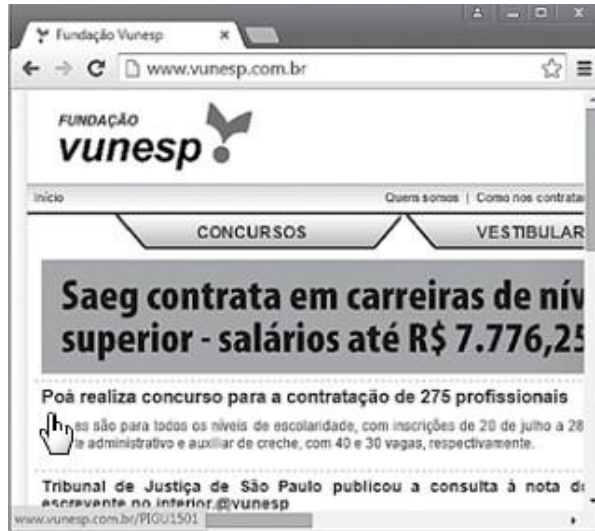 Fundação Vunesp
www.vunesp.com.br
FUNDAÇÃO
vunesp
Início
Quem somos | Como nos contrata
CONCURSOS
VESTIBULAR
Saeg contrata em carreiras de nív
superior - salários até R$ 7.776,25
Poá realiza concurso para a contratação de 275 profissionais
es são para todos os níveis de escolaridade, com inscrições de 20 de julho a 28
e administrativo e auxiliar de creche, com 40 e 30 vagas, respectivamente.
Tribunal de Justiça de São Paulo publicou a consulta à nota d
escrevente no interior.@vunesp
www.vunesp.com.br/PIGU1501